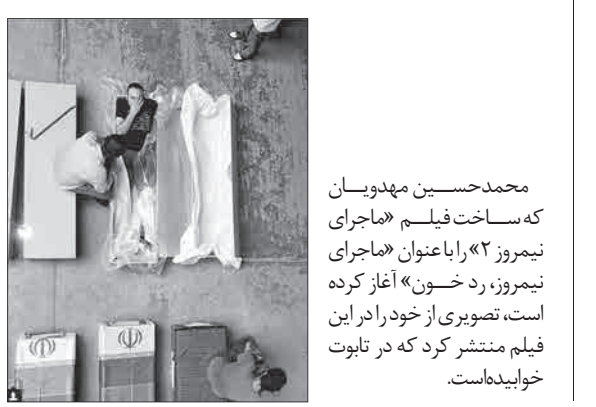 محمدحسین مهدویان
که ساخت فیلم «ماجرای
نیمروز ۲» را با عنوان «ماجرای
نیمروز، رد خون» آغاز کرده
است، تصویری از خود را در این
فیلم منتشر کرد که در تابوت
خوابیده‌است.